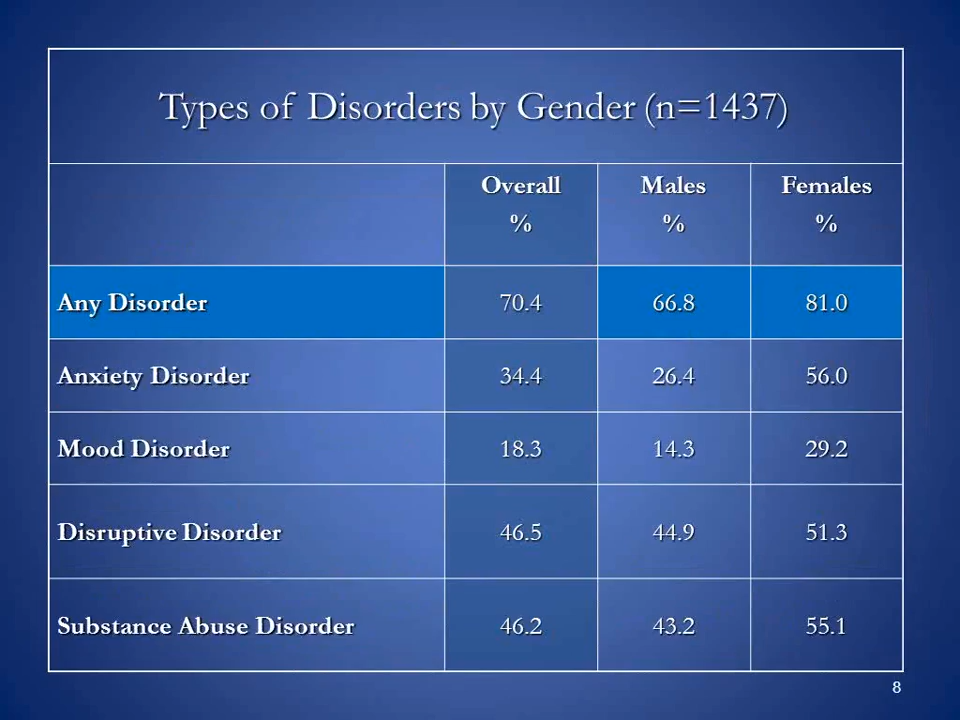 Types of Disorders by Gender (n=1437)
Overall Males Females
% % %
Any Disorder 70.4 66.8 81.0
Anxiety Disorder 34.4 26.4 56.0
Mood Disorder 18.3 14.3 29.2
Disruptive Disorder 46.5 44.9 51.3
Substance Abuse Disorder 46.2 43.2 55.1
8